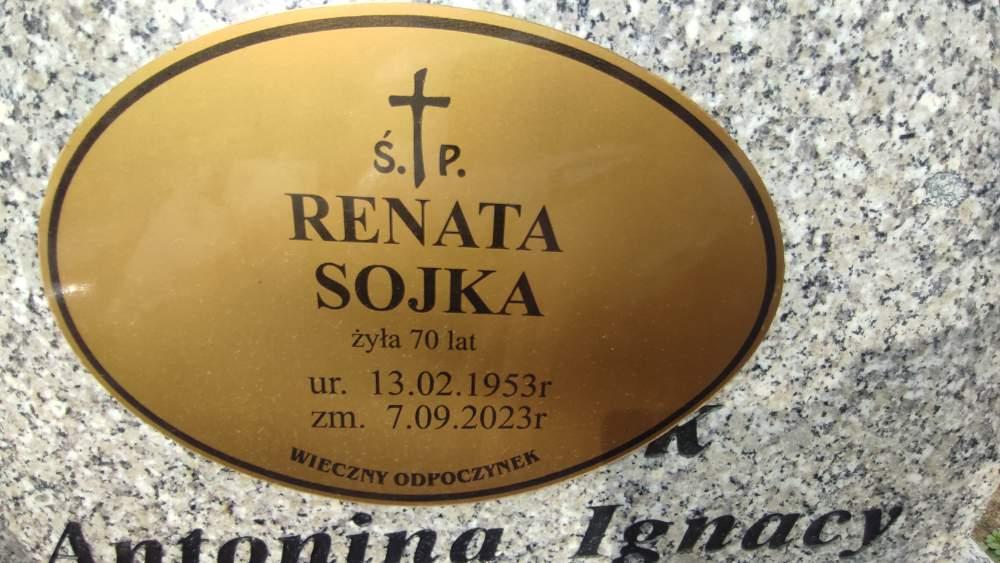 Ś. P.
RENATA
SOJKA
żyła 70 lat
ur. 13.02.1953r
zm. 7.09.2023r
WIECZNY ODPOCZYNEK
Antonina Ignacy